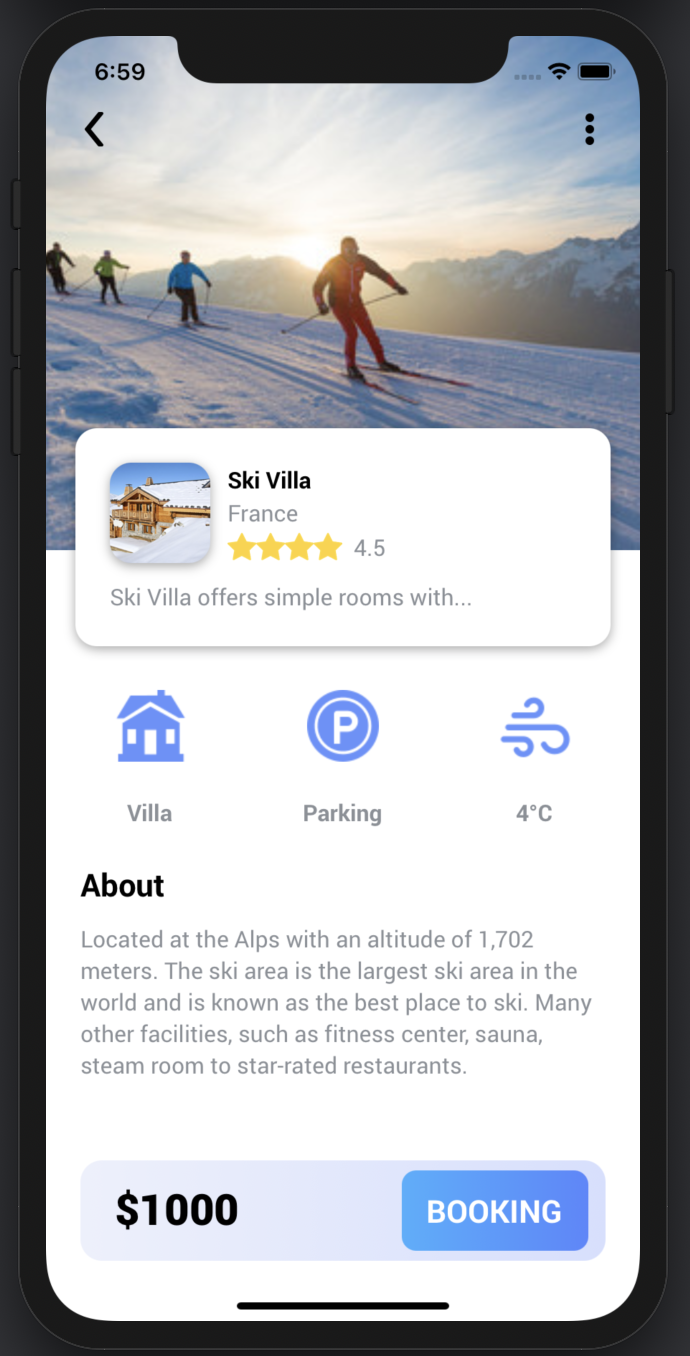 6:59
Ski Villa
France
4.5
Ski Villa offers simple rooms with...
P
Villa
Parking
4°C
About
Located at the Alps with an altitude of 1,702
meters. The ski area is the largest ski area in the
world and is known as the best place to ski. Many
other facilities, such as fitness center, sauna,
steam room to star-rated restaurants.
$1000
BOOKING